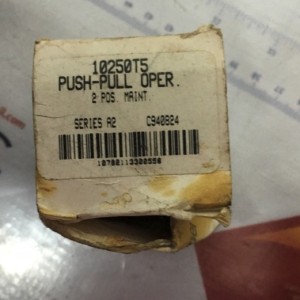 10250T5
PUSH-PULL OPER.
2 POS. MAINT.
SERIES A2 C940824